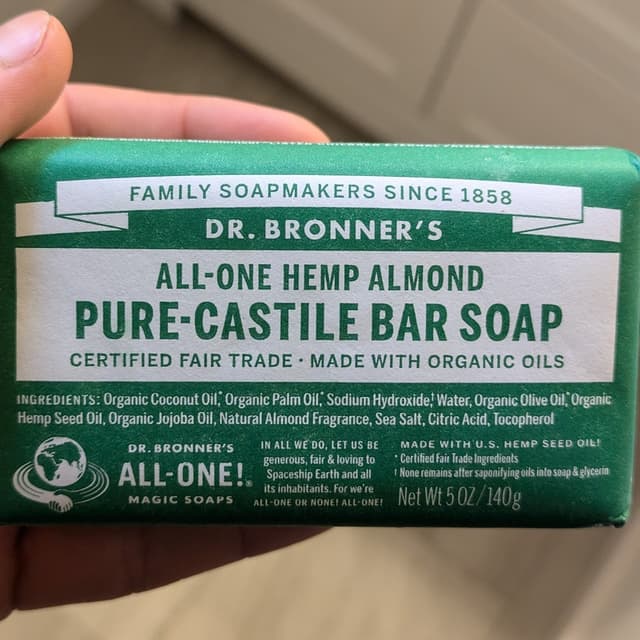 FAMILY SOAPMAKERS SINCE 1858
DR. BRONNER'S
ALL-ONE HEMP ALMOND
PURE-CASTILE BAR SOAP
CERTIFIED FAIR TRADE · MADE WITH ORGANIC OILS
INGREDIENTS: Organic Coconut Oil,* Organic Palm Oil,* Sodium Hydroxide,† Water, Organic Olive Oil,* Organic
Hemp Seed Oil, Organic Jojoba Oil, Natural Almond Fragrance, Sea Salt, Citric Acid, Tocopherol
DR. BRONNER'S
ALL-ONE!®
MAGIC SOAPS
IN ALL WE DO, LET US BE
generous, fair & loving to
Spaceship Earth and all
its inhabitants. For we're
ALL-ONE OR NONE! ALL-ONE!
MADE WITH U.S. HEMP SEED OIL!
* Certified Fair Trade Ingredients
† None remains after saponifying oils into soap & glycerin
Net Wt 5 OZ/140g